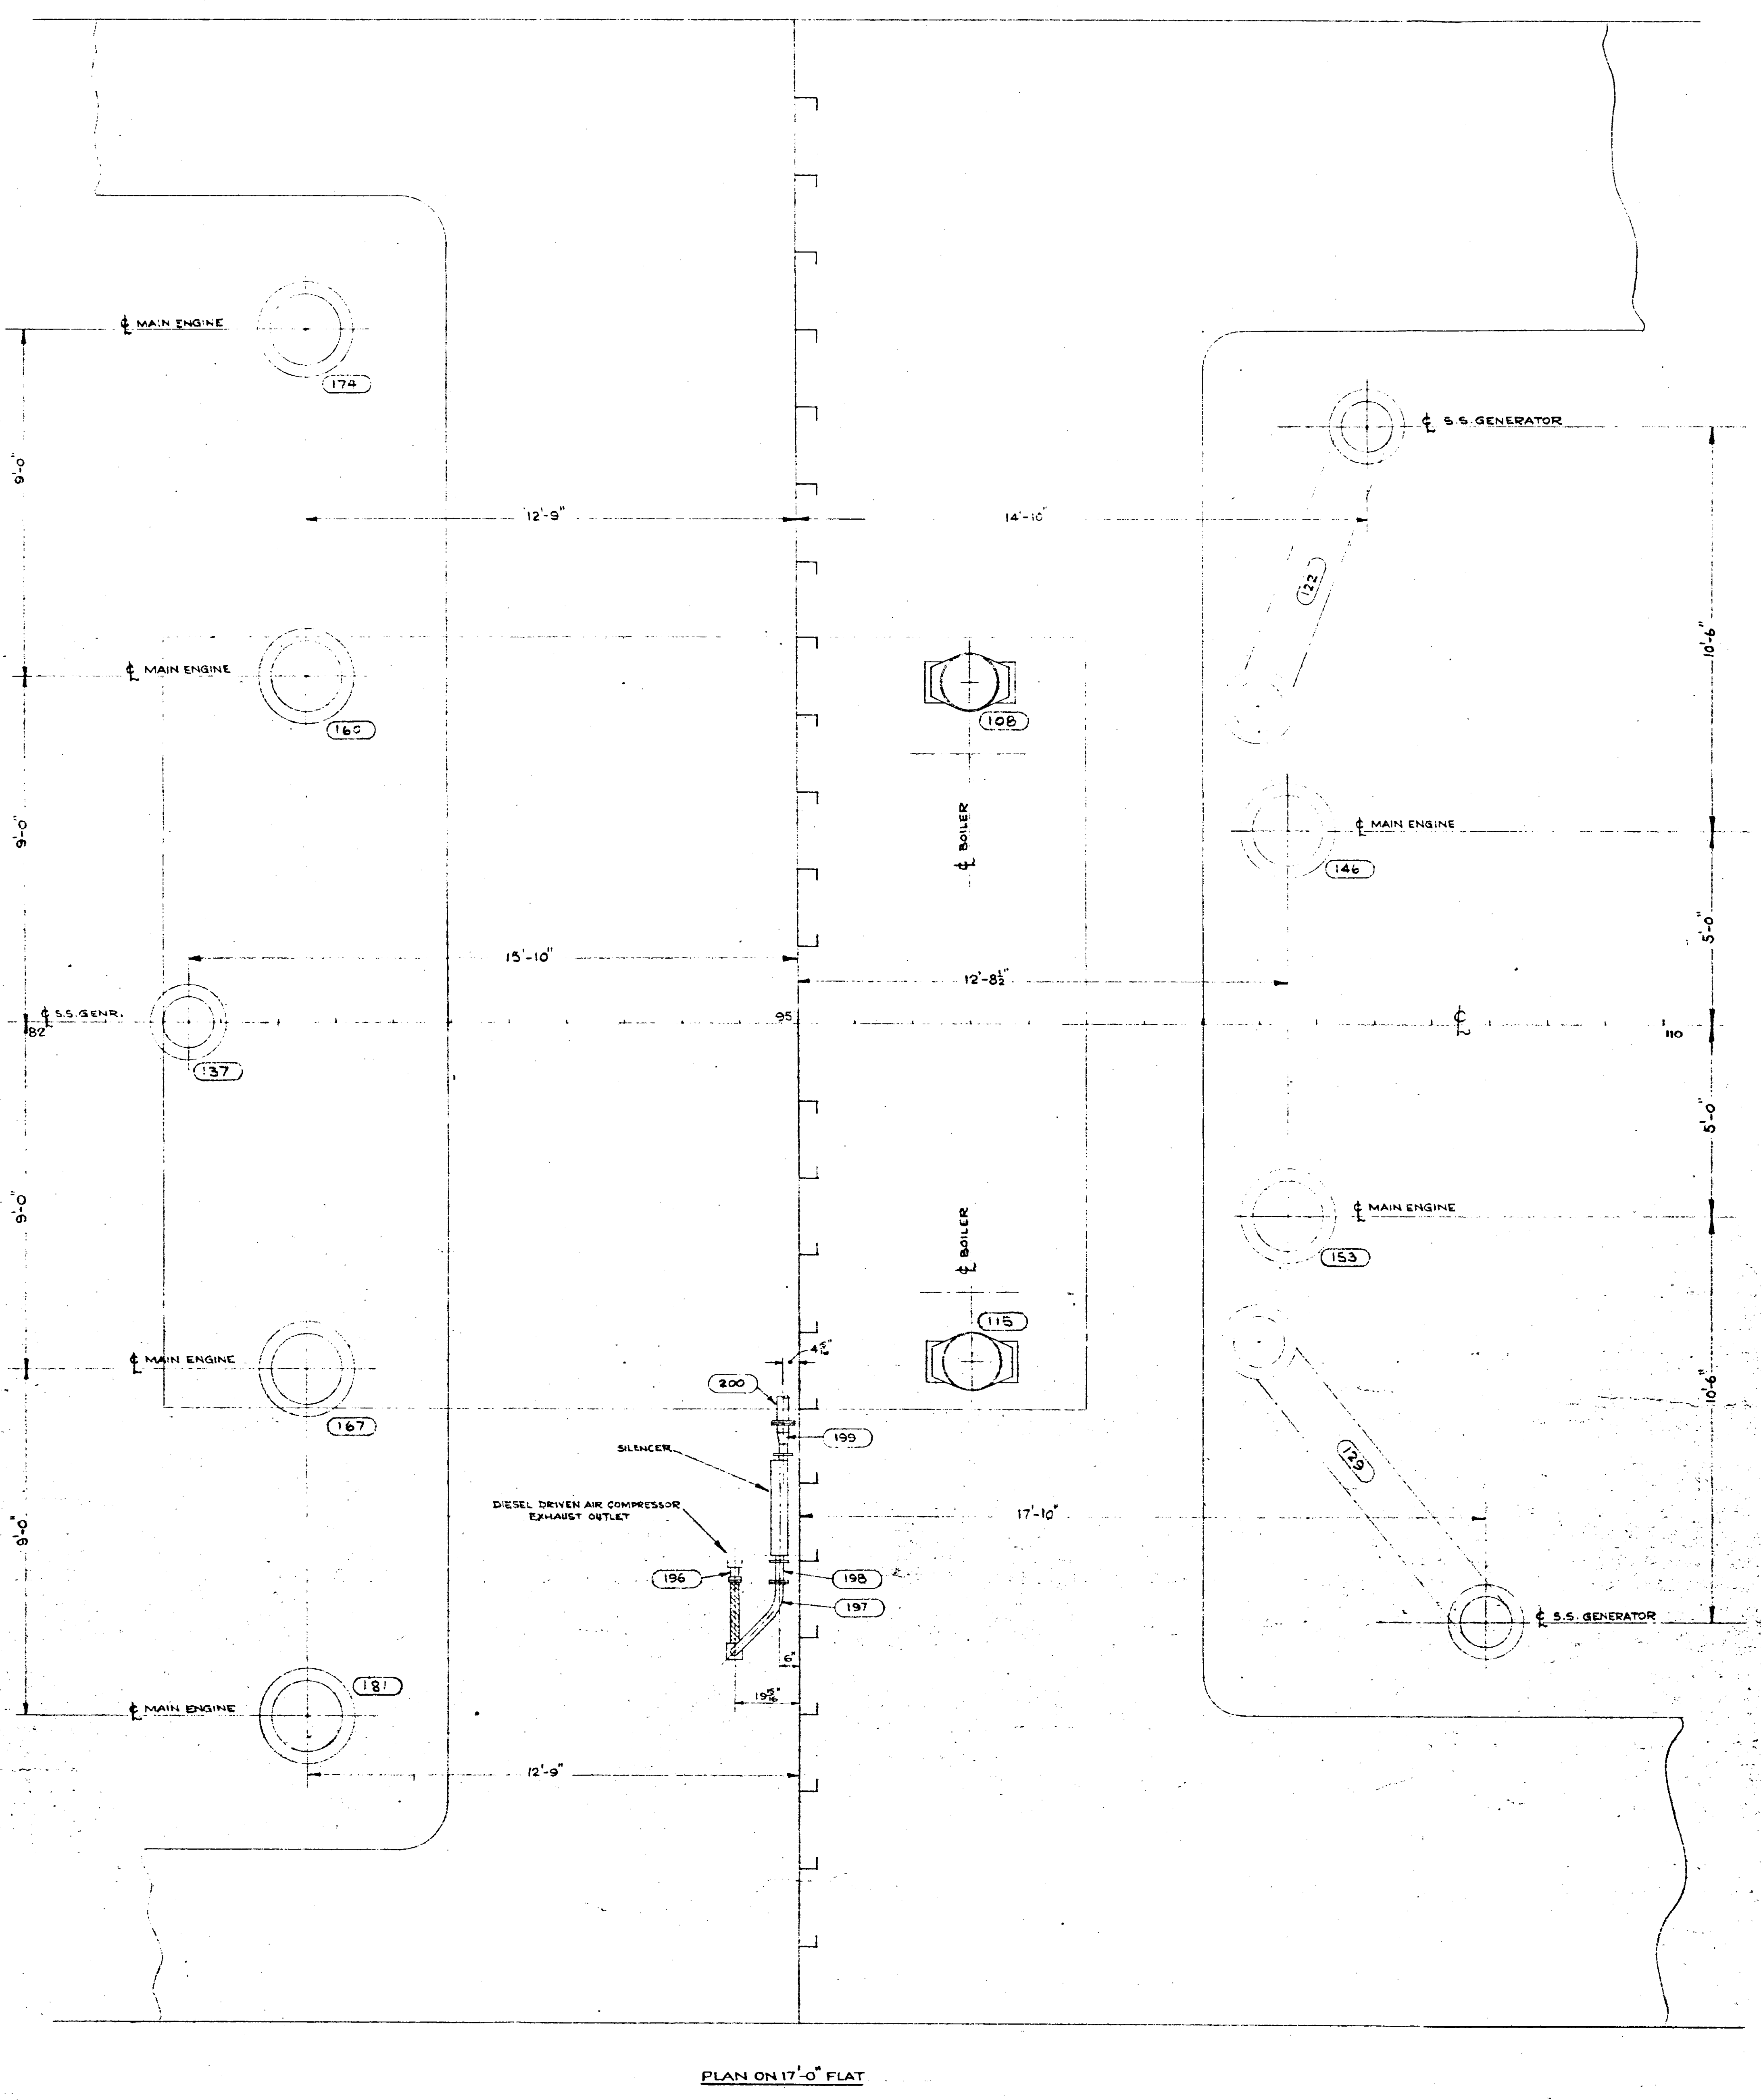 ℄ MAIN ENGINE
174
℄ S.S. GENERATOR
9'-0"
12'-9"
14'-10"
122
10'-6"
℄ MAIN ENGINE
160
108
℄ BOILER
9'-0"
℄ MAIN ENGINE
146
5'-0"
15'-10"
12'-8½"
℄ S.S. GENR.
82
95
℄
110
137
5'-0"
9'-0"
℄ BOILER
℄ MAIN ENGINE
153
115
℄ MAIN ENGINE
167
200
199
10'-6"
SILENCER
129
DIESEL DRIVEN AIR COMPRESSOR
EXHAUST OUTLET
17'-10"
9'-0"
196
198
197
℄ S.S. GENERATOR
6"
181
℄ MAIN ENGINE
12'-9"
PLAN ON 17'-0" FLAT